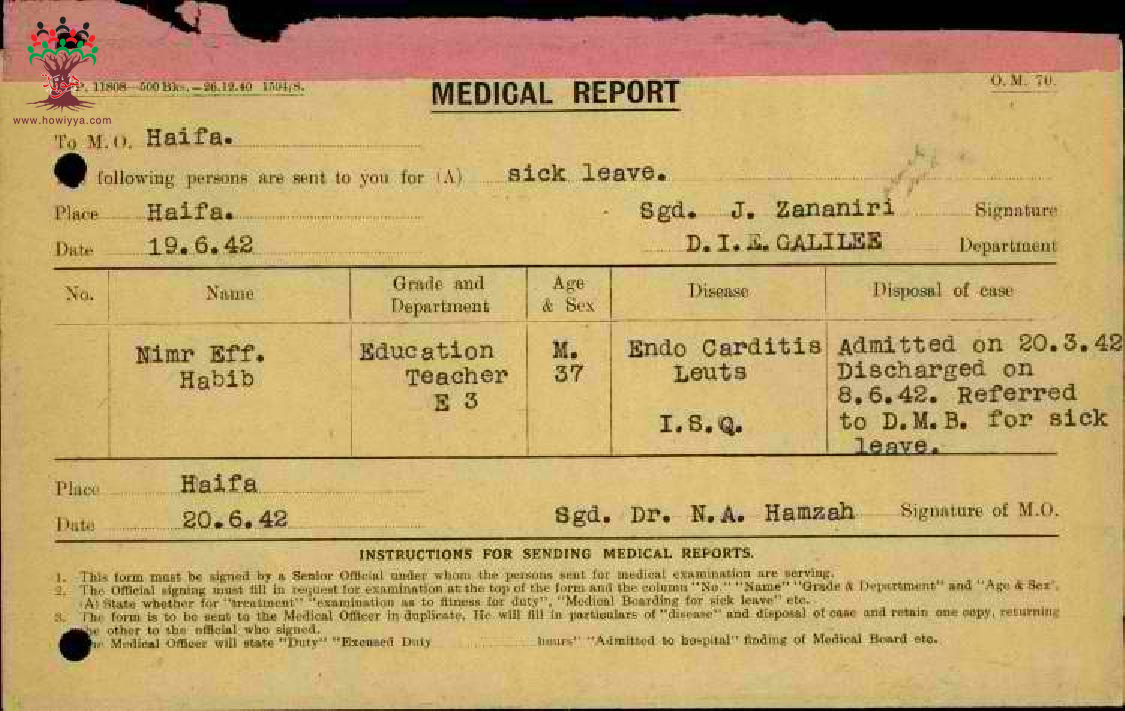 www.howiyya.com
P. 11808—500 Bks.—26.12.40 1504/S.
O. M. 70.
MEDICAL REPORT
To M.O. Haifa.
following persons are sent to you for (A) sick leave.
Place Haifa. Sgd. J. Zananiri Signature
Date 19.6.42 D.I.E. GALILEE Department
No. Name Grade and Department Age & Sex Disease Disposal of case
Nimr Eff. Education M. Endo Carditis Admitted on 20.3.42
Habib Teacher 37 Leuts Discharged on
E 3 8.6.42. Referred
I.S.Q. to D.M.B. for sick
leave.
Place Haifa
Date 20.6.42 Sgd. Dr. N.A. Hamzah Signature of M.O.
INSTRUCTIONS FOR SENDING MEDICAL REPORTS.
1. This form must be signed by a Senior Official under whom the persons sent for medical examination are serving.
2. The Official signing must fill in request for examination at the top of the form and the column "No." "Name" "Grade & Department" and "Age & Sex".
(A) State whether for "treatment" "examination as to fitness for duty", "Medical Boarding for sick leave" etc.
3. The form is to be sent to the Medical Officer in duplicate. He will fill in particulars of "disease" and disposal of case and retain one copy, returning
the other to the official who signed.
The Medical Officer will state "Duty" "Excused Duty hours" "Admitted to hospital" finding of Medical Board etc.